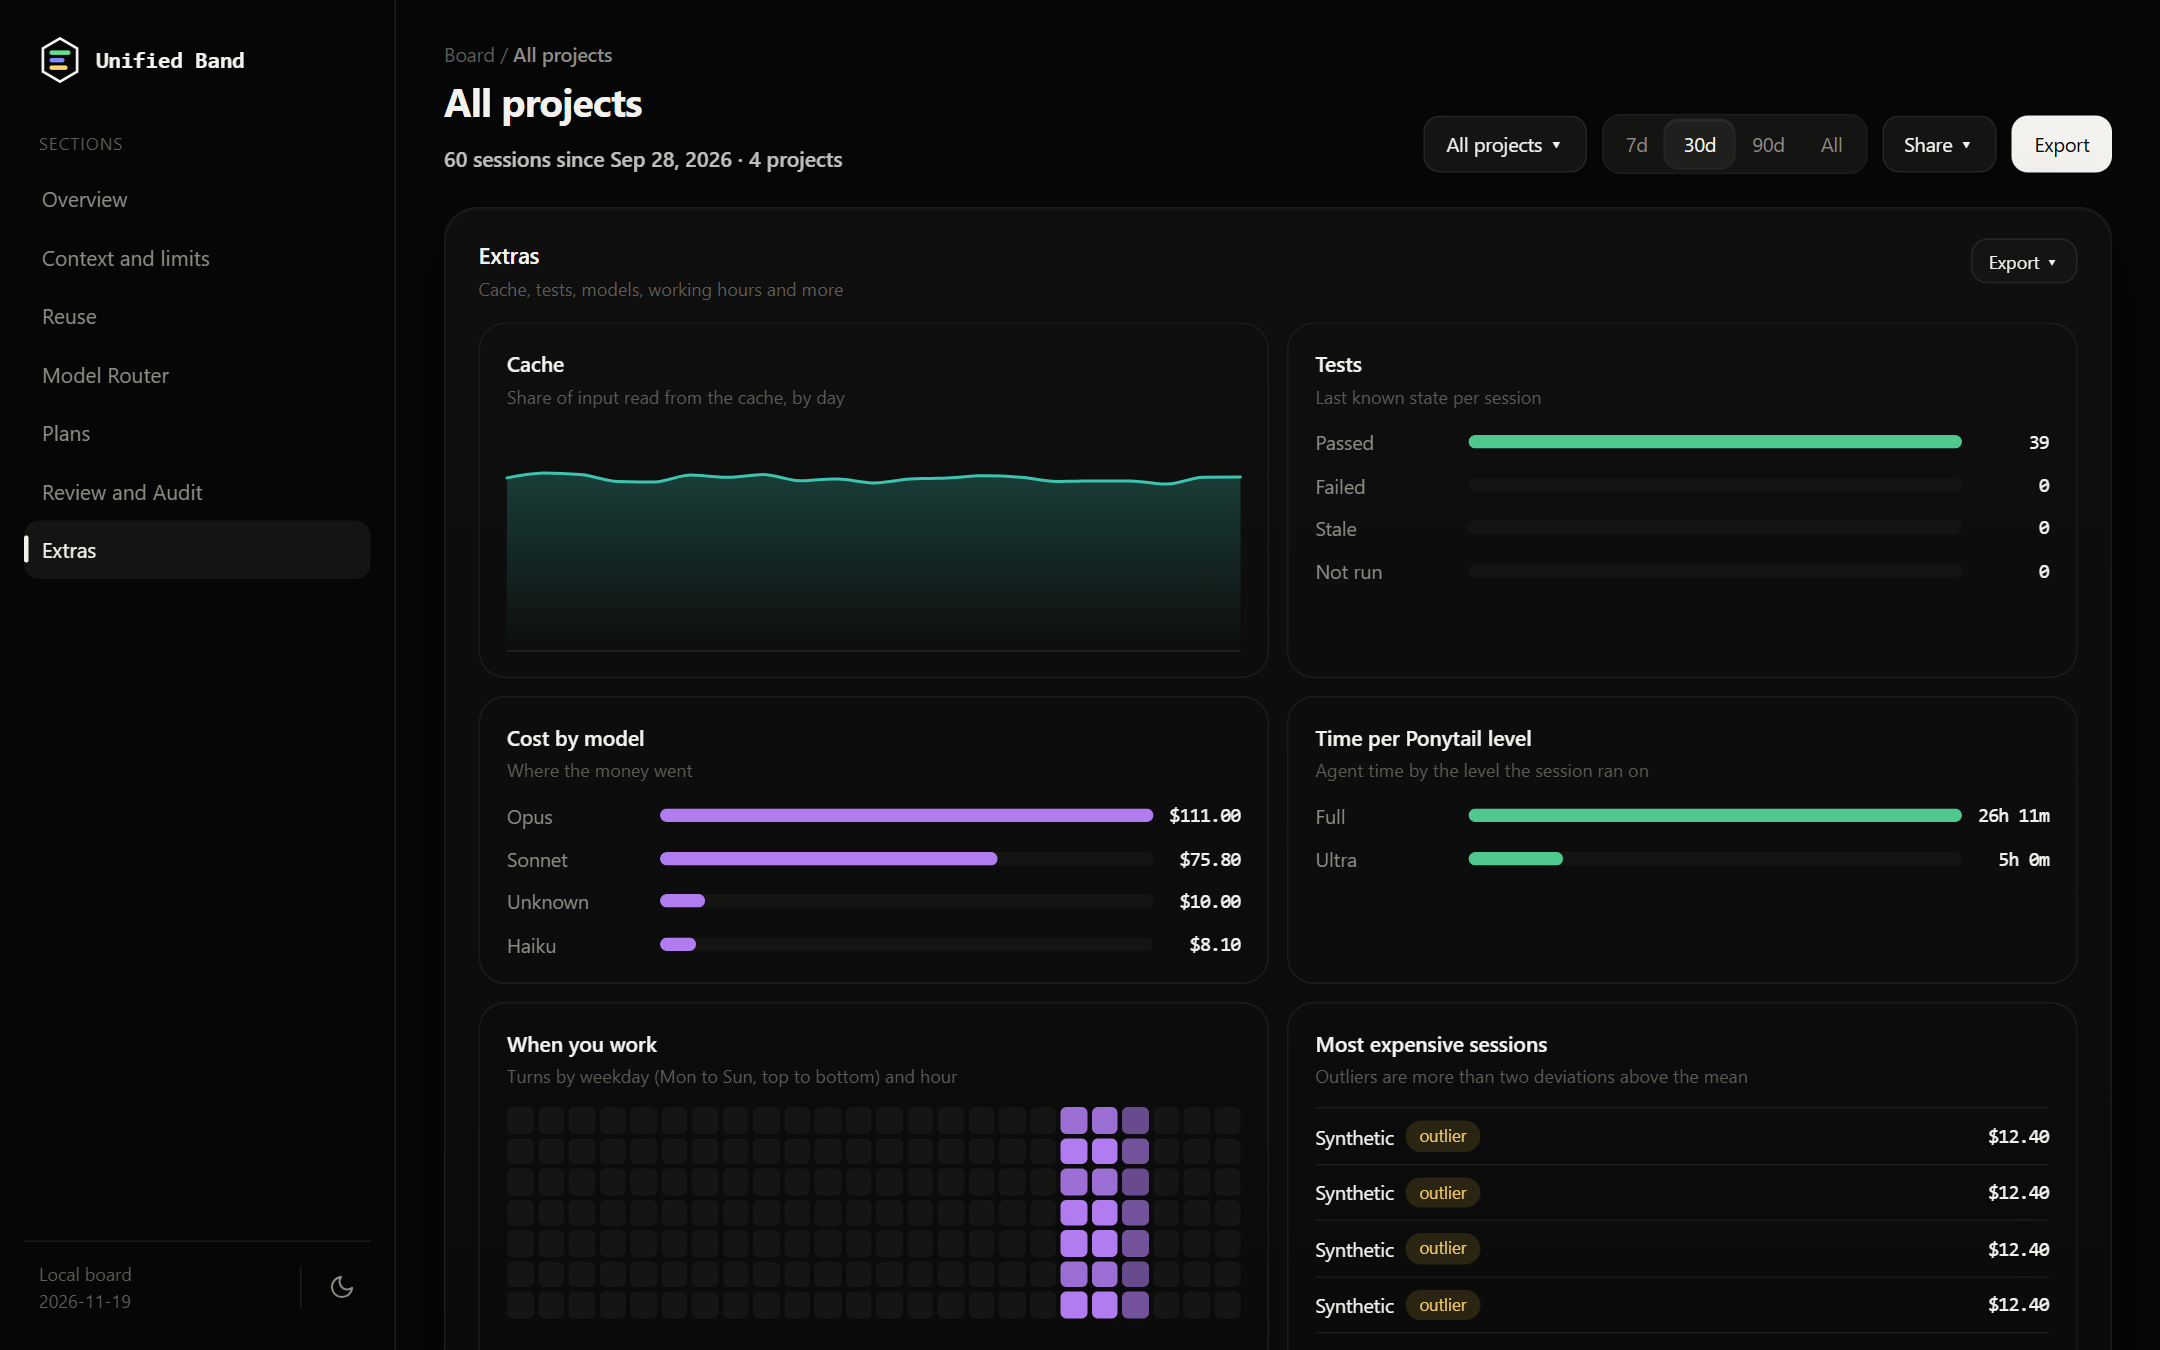 Unified Band
SECTIONS
Overview
Context and limits
Reuse
Model Router
Plans
Review and Audit
Extras
Local board
2026-11-19
Board / All projects
All projects
60 sessions since Sep 28, 2026 · 4 projects
All projects ▾
7d 30d 90d All
Share ▾
Export
Extras
Cache, tests, models, working hours and more
Export ▾
Cache
Share of input read from the cache, by day
Tests
Last known state per session
Passed 39
Failed 0
Stale 0
Not run 0
Cost by model
Where the money went
Opus $111.00
Sonnet $75.80
Unknown $10.00
Haiku $8.10
Time per Ponytail level
Agent time by the level the session ran on
Full 26h 11m
Ultra 5h 0m
When you work
Turns by weekday (Mon to Sun, top to bottom) and hour
Most expensive sessions
Outliers are more than two deviations above the mean
Synthetic outlier $12.40
Synthetic outlier $12.40
Synthetic outlier $12.40
Synthetic outlier $12.40